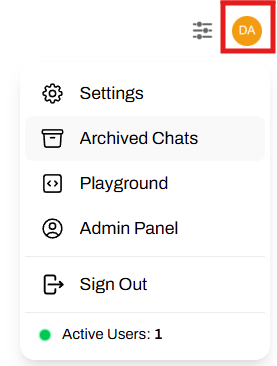 DA
Settings
Archived Chats
Playground
Admin Panel
Sign Out
Active Users: 1